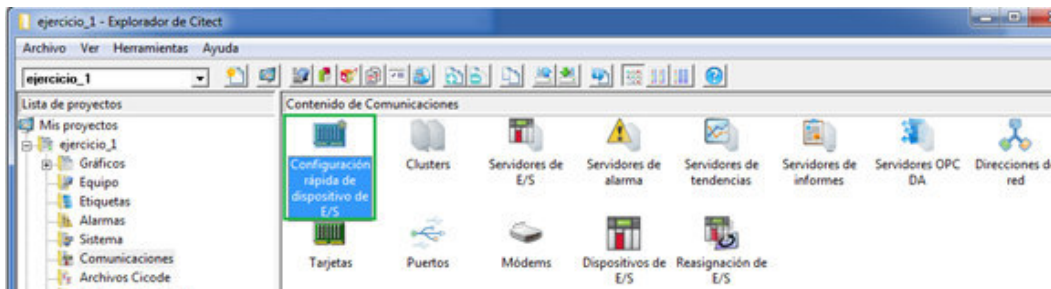 ejercicio_1 - Explorador de Citect
Archivo Ver Herramientas Ayuda
ejercicio_1
Lista de proyectos
Contenido de Comunicaciones
Mis proyectos
ejercicio_1
Gráficos
Equipo
Etiquetas
Alarmas
Sistema
Comunicaciones
Archivos Cicode
Configuración
rápida de
dispositivo de
E/S
Clusters
Servidores de
E/S
Servidores de
alarma
Servidores de
tendencias
Servidores de
informes
Servidores OPC
DA
Direcciones d
red
Tarjetas
Puertos
Módems
Dispositivos de
E/S
Reasignación de
E/S